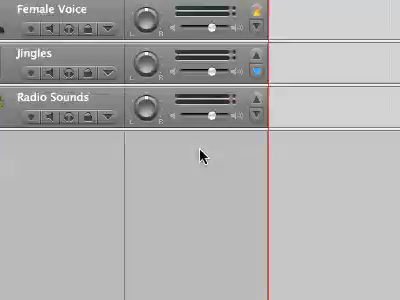 Female Voice
L R
Jingles
L R
Radio Sounds
L R